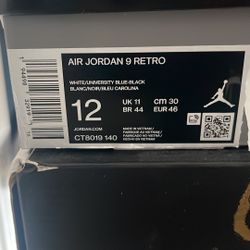 AIR JORDAN 9 RETRO
WHITE/UNIVERSITY BLUE-BLACK
BLANC/NOIR/BLEU CAROLINA
12
UK 11
cm 30
BR 44
EUR 46
JORDAN.COM
CT8019 140
MADE IN VIETNAM